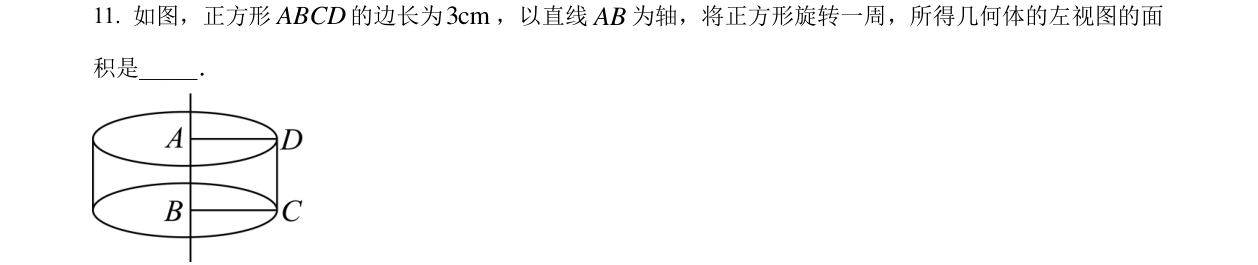 11. 如图，正方形 ABCD 的边长为 3cm ，以直线 AB 为轴，将正方形旋转一周，所得几何体的左视图的面
积是_____．
A D
B C